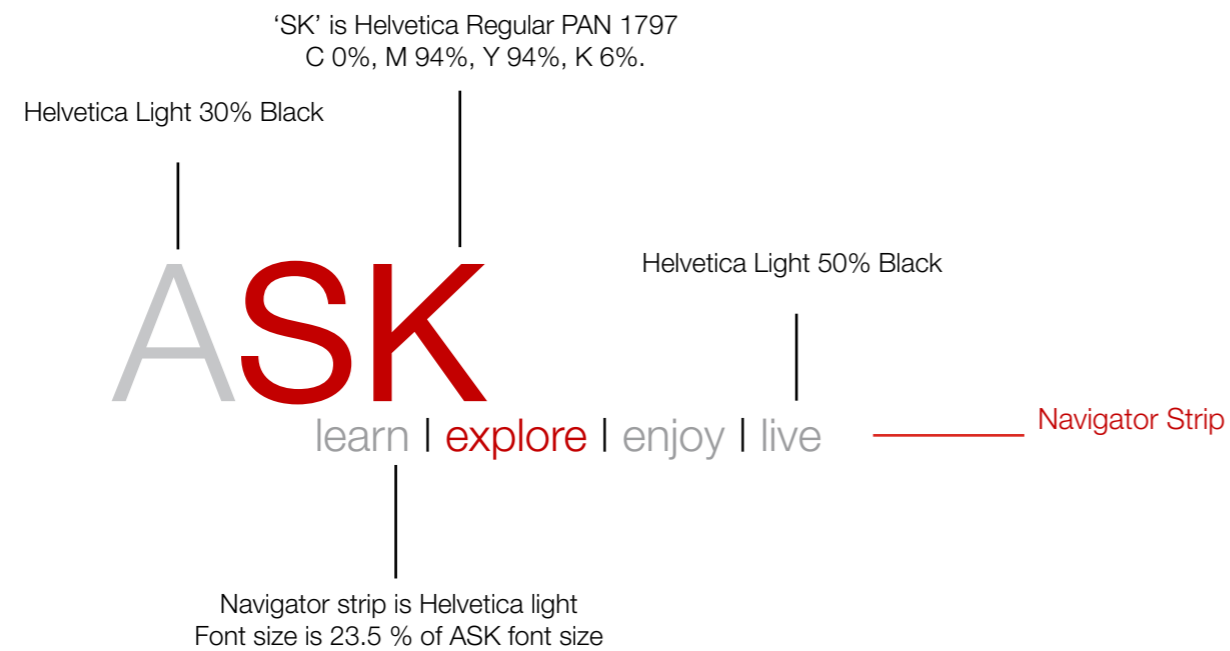 ‘SK’ is Helvetica Regular PAN 1797
C 0%, M 94%, Y 94%, K 6%.
Helvetica Light 30% Black
ASK
Helvetica Light 50% Black
learn | explore | enjoy | live
Navigator Strip
Navigator strip is Helvetica light
Font size is 23.5 % of ASK font size